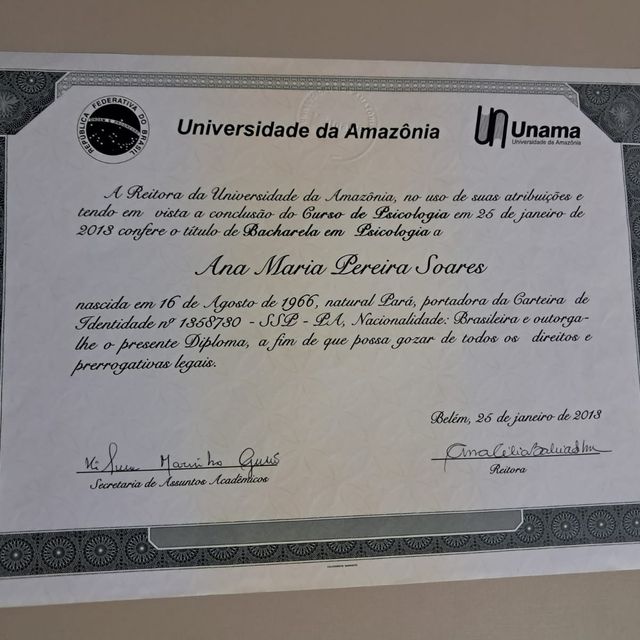 REPÚBLICA FEDERATIVA DO BRASIL
Universidade da Amazônia
Unama
Universidade da Amazônia
A Reitora da Universidade da Amazônia, no uso de suas atribuições e
tendo em vista a conclusão do Curso de Psicologia em 25 de janeiro de
2013 confere o título de Bacharela em Psicologia a
Ana Maria Pereira Soares
nascida em 16 de Agosto de 1966, natural Pará, portadora da Carteira de
Identidade nº 1358730 - SSP - PA, Nacionalidade: Brasileira e outorga-
lhe o presente Diploma, a fim de que possa gozar de todos os direitos e
prerrogativas legais.
Belém, 25 de janeiro de 2013
Secretaria de Assuntos Acadêmicos
Reitora